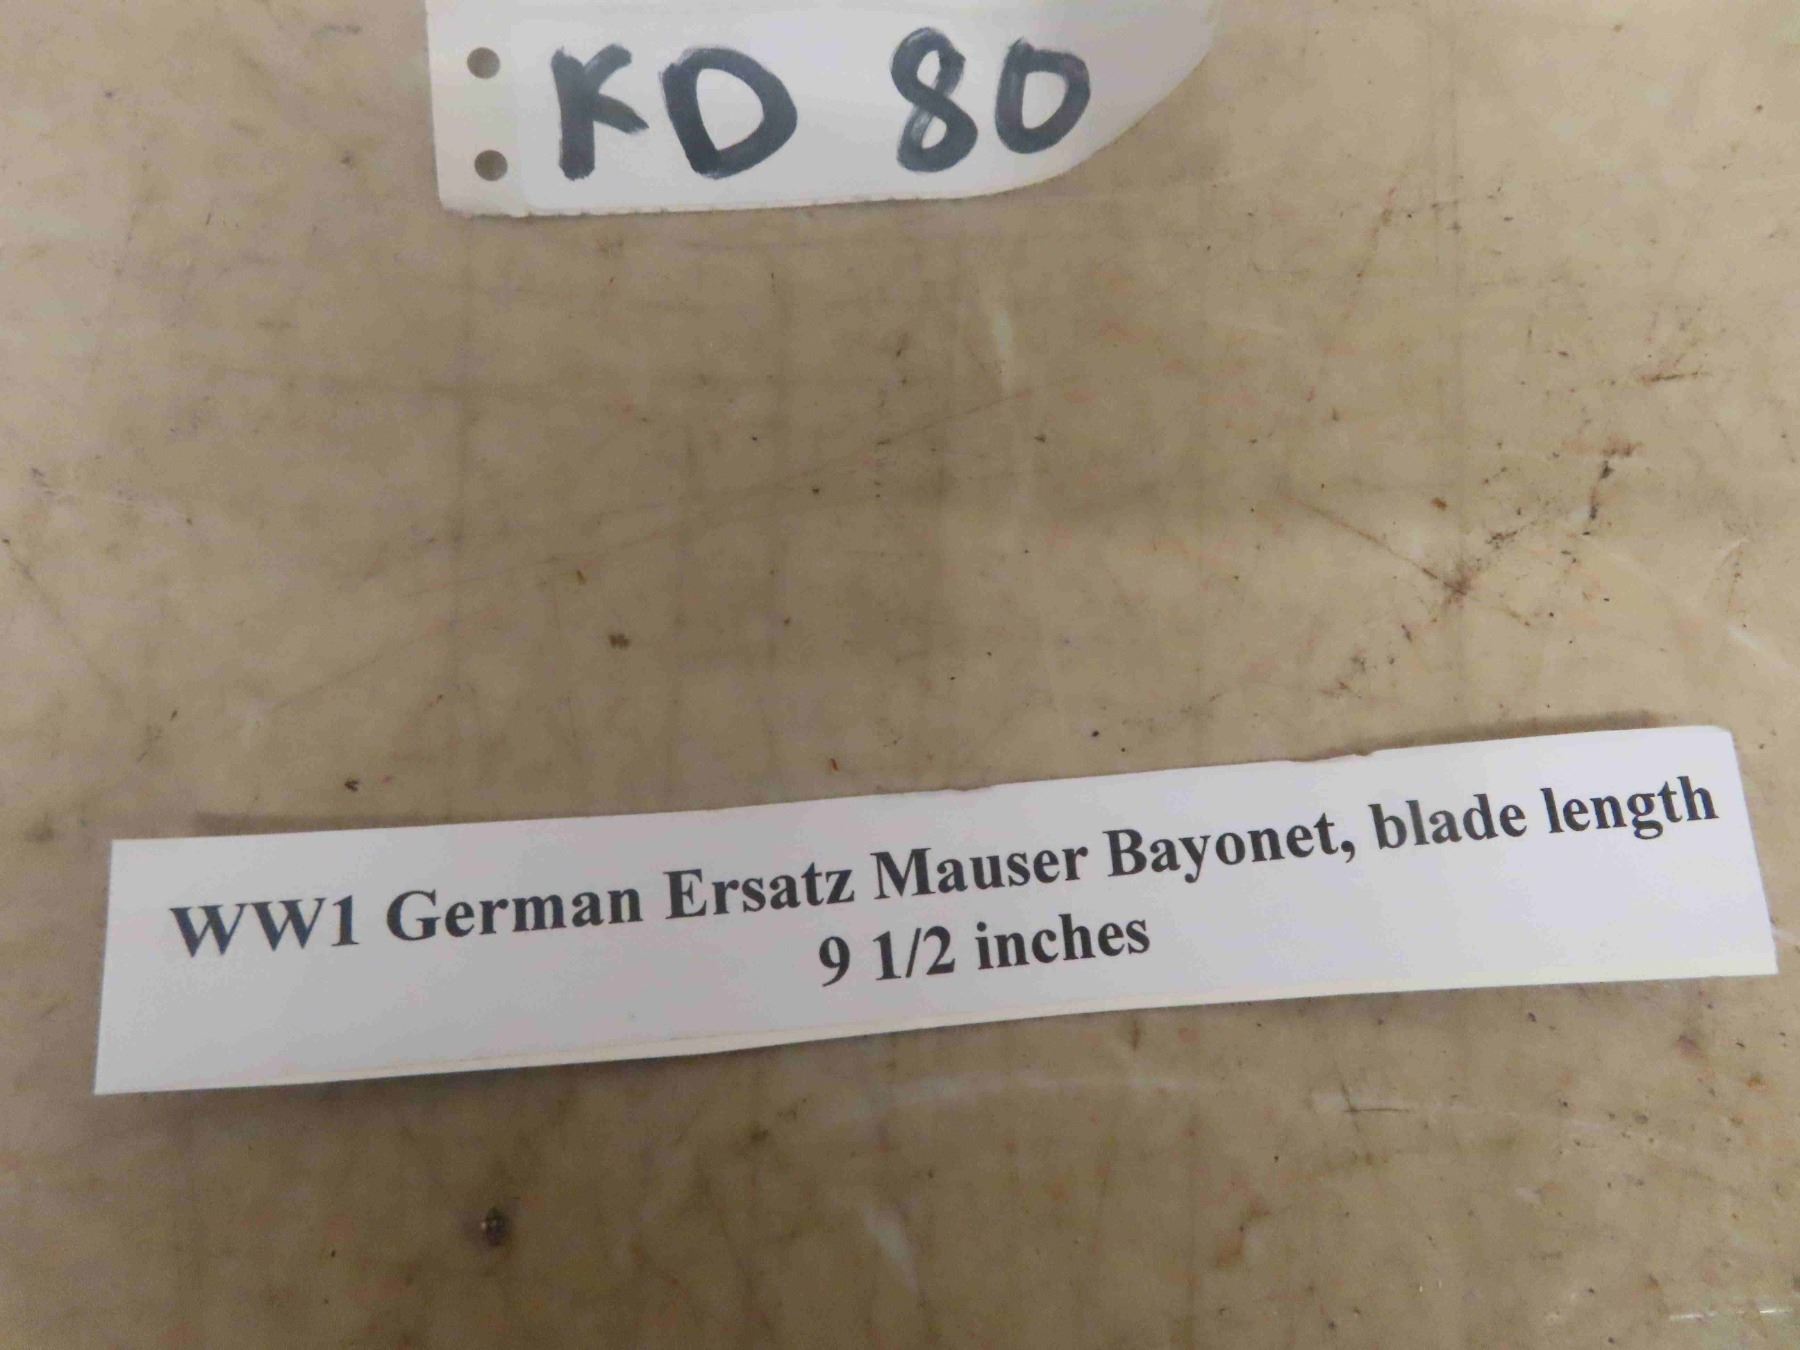 KD 80
WW1 German Ersatz Mauser Bayonet, blade length
9 1/2 inches